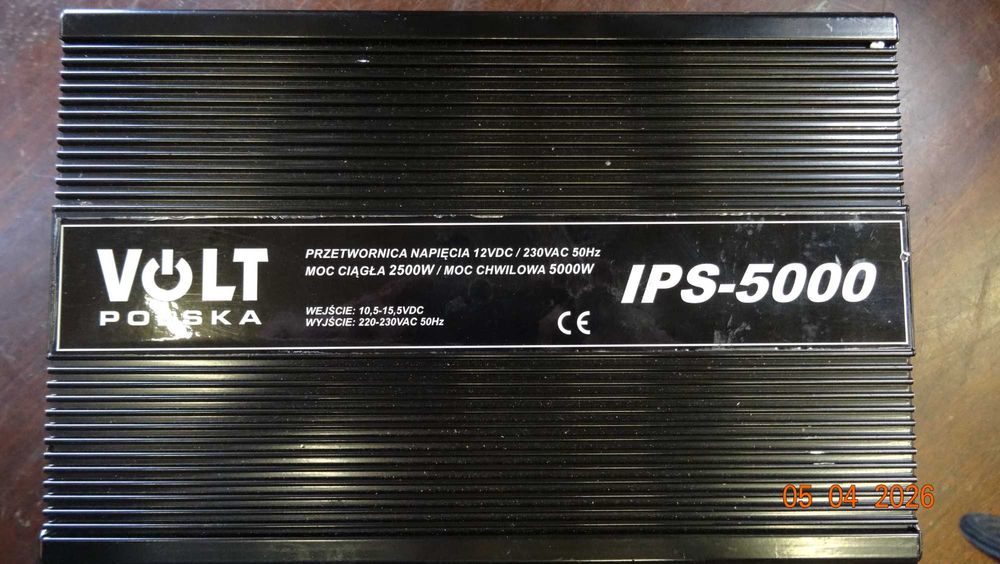 VOLT
POLSKA
PRZETWORNICA NAPIĘCIA 12VDC / 230VAC 50Hz
MOC CIĄGŁA 2500W / MOC CHWILOWA 5000W
WEJŚCIE: 10,5-15,5VDC
WYJŚCIE: 220-230VAC 50Hz
CE
IPS-5000
05 04 2026